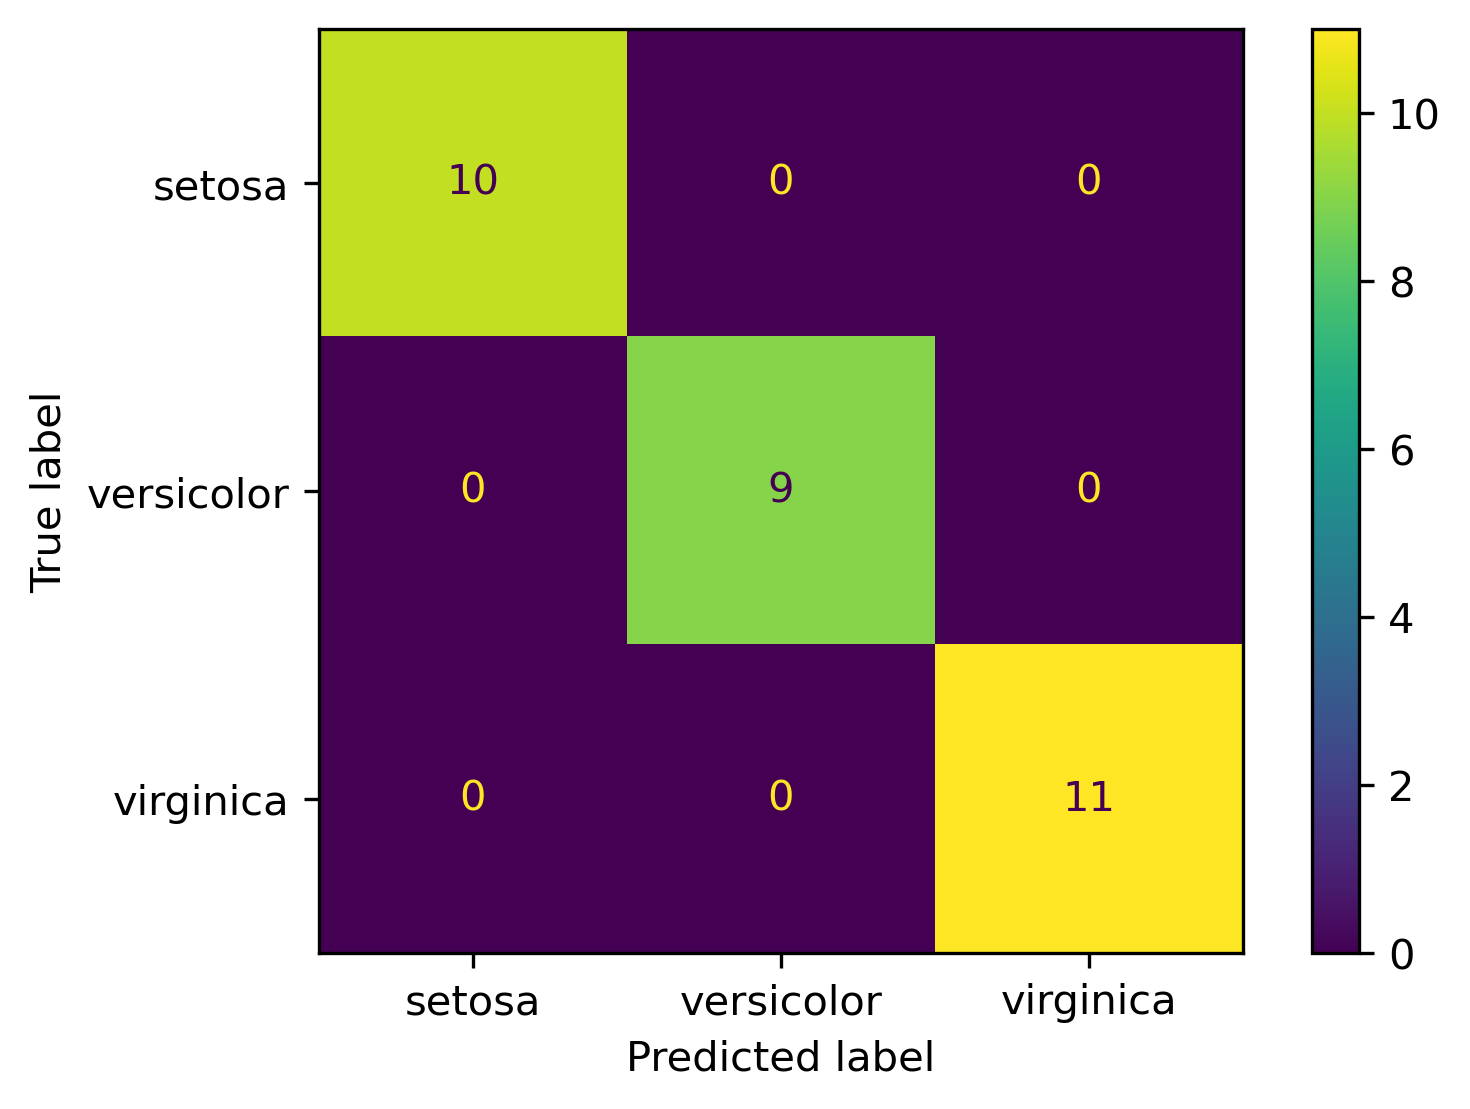 True label
setosa
10 0 0
versicolor
0 9 0
virginica
0 0 11
setosa versicolor virginica
Predicted label
10
8
6
4
2
0